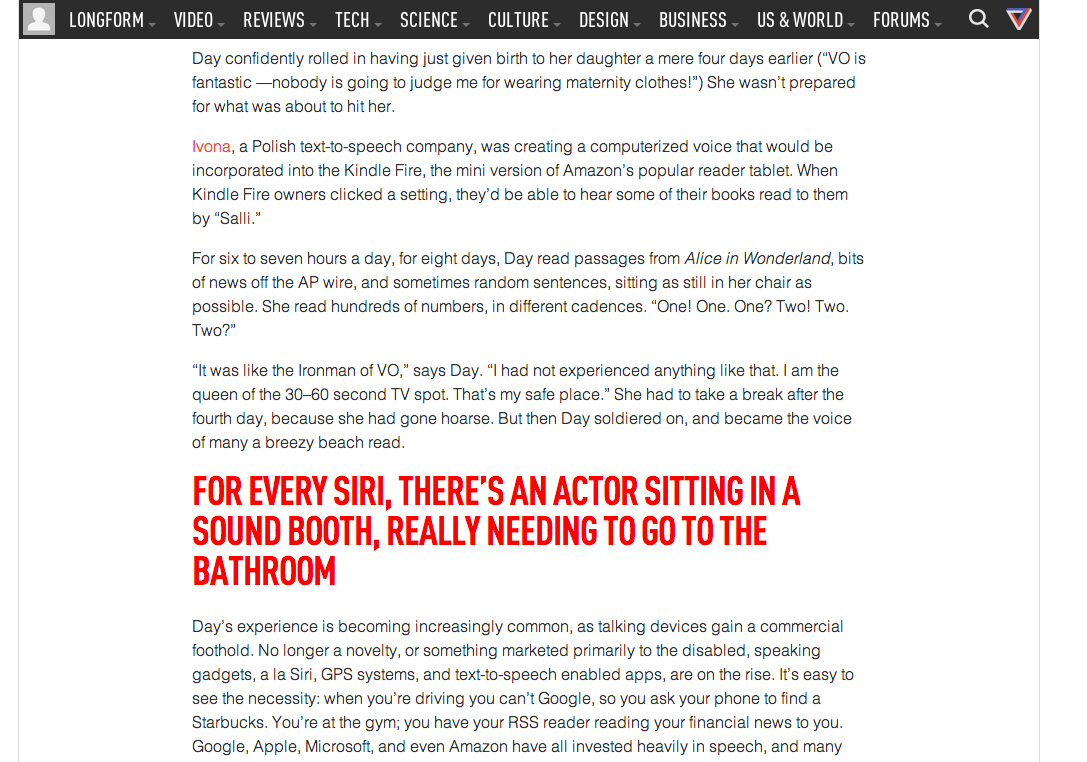 LONGFORM VIDEO REVIEWS TECH SCIENCE CULTURE DESIGN BUSINESS US & WORLD FORUMS
Day confidently rolled in having just given birth to her daughter a mere four days earlier (“VO is
fantastic —nobody is going to judge me for wearing maternity clothes!”) She wasn’t prepared
for what was about to hit her.
Ivona, a Polish text-to-speech company, was creating a computerized voice that would be
incorporated into the Kindle Fire, the mini version of Amazon’s popular reader tablet. When
Kindle Fire owners clicked a setting, they’d be able to hear some of their books read to them
by “Salli.”
For six to seven hours a day, for eight days, Day read passages from Alice in Wonderland, bits
of news off the AP wire, and sometimes random sentences, sitting as still in her chair as
possible. She read hundreds of numbers, in different cadences. “One! One. One? Two! Two.
Two?”
“It was like the Ironman of VO,” says Day. “I had not experienced anything like that. I am the
queen of the 30–60 second TV spot. That’s my safe place.” She had to take a break after the
fourth day, because she had gone hoarse. But then Day soldiered on, and became the voice
of many a breezy beach read.
FOR EVERY SIRI, THERE’S AN ACTOR SITTING IN A
SOUND BOOTH, REALLY NEEDING TO GO TO THE
BATHROOM
Day’s experience is becoming increasingly common, as talking devices gain a commercial
foothold. No longer a novelty, or something marketed primarily to the disabled, speaking
gadgets, a la Siri, GPS systems, and text-to-speech enabled apps, are on the rise. It’s easy to
see the necessity: when you’re driving you can’t Google, so you ask your phone to find a
Starbucks. You’re at the gym; you have your RSS reader reading your financial news to you.
Google, Apple, Microsoft, and even Amazon have all invested heavily in speech, and many